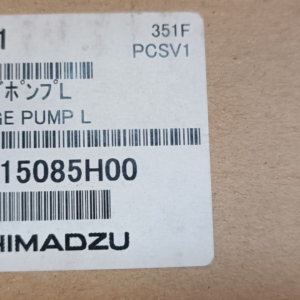 1
351F
PCSV1
ポンプL
GE PUMP L
15085H00
HIMADZU